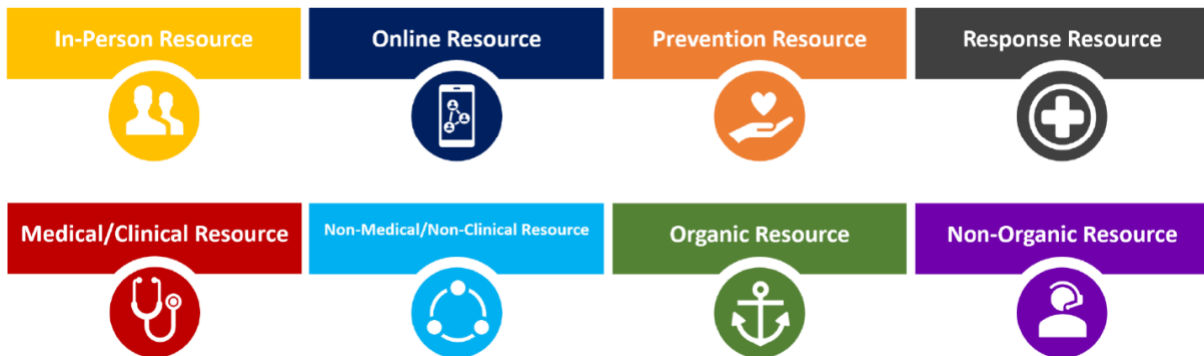 In-Person Resource
Online Resource
Prevention Resource
Response Resource
Medical/Clinical Resource
Non-Medical/Non-Clinical Resource
Organic Resource
Non-Organic Resource